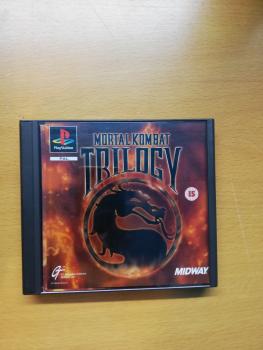 MORTAL KOMBAT
TRILOGY
PlayStation
PAL
15
MIDWAY